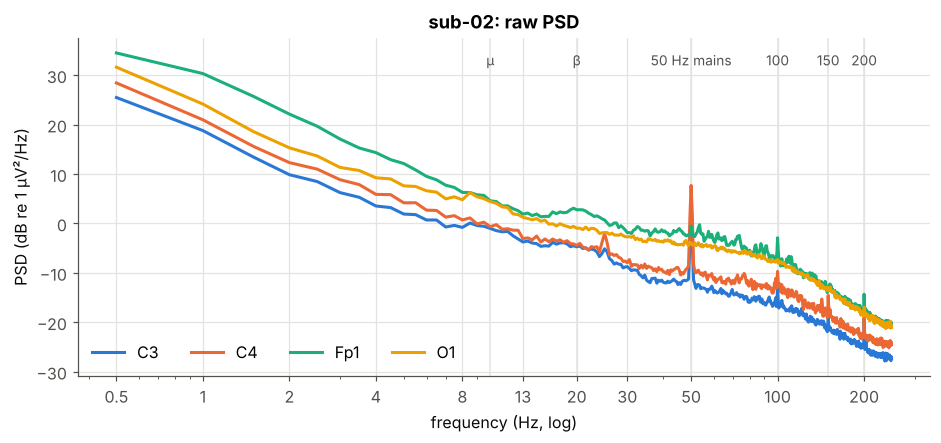 sub-02: raw PSD
μ β 50 Hz mains 100 150 200
30
20
10
0
−10
−20
−30
PSD (dB re 1 μV²/Hz)
C3 C4 Fp1 O1
0.5 1 2 4 8 13 20 30 50 100 200
frequency (Hz, log)